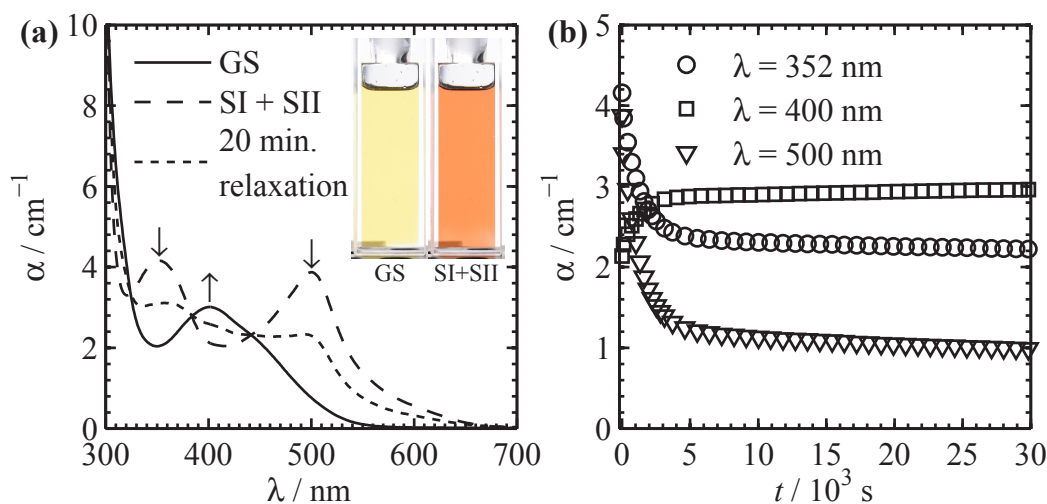 (a)
10
8
6
4
2
0
α / cm⁻¹
GS
SI + SII
20 min.
relaxation
GS SI+SII
300 400 500 600 700
λ / nm
(b)
5
4
3
2
1
0
α / cm⁻¹
λ = 352 nm
λ = 400 nm
λ = 500 nm
0 5 10 15 20 25 30
t / 10³ s